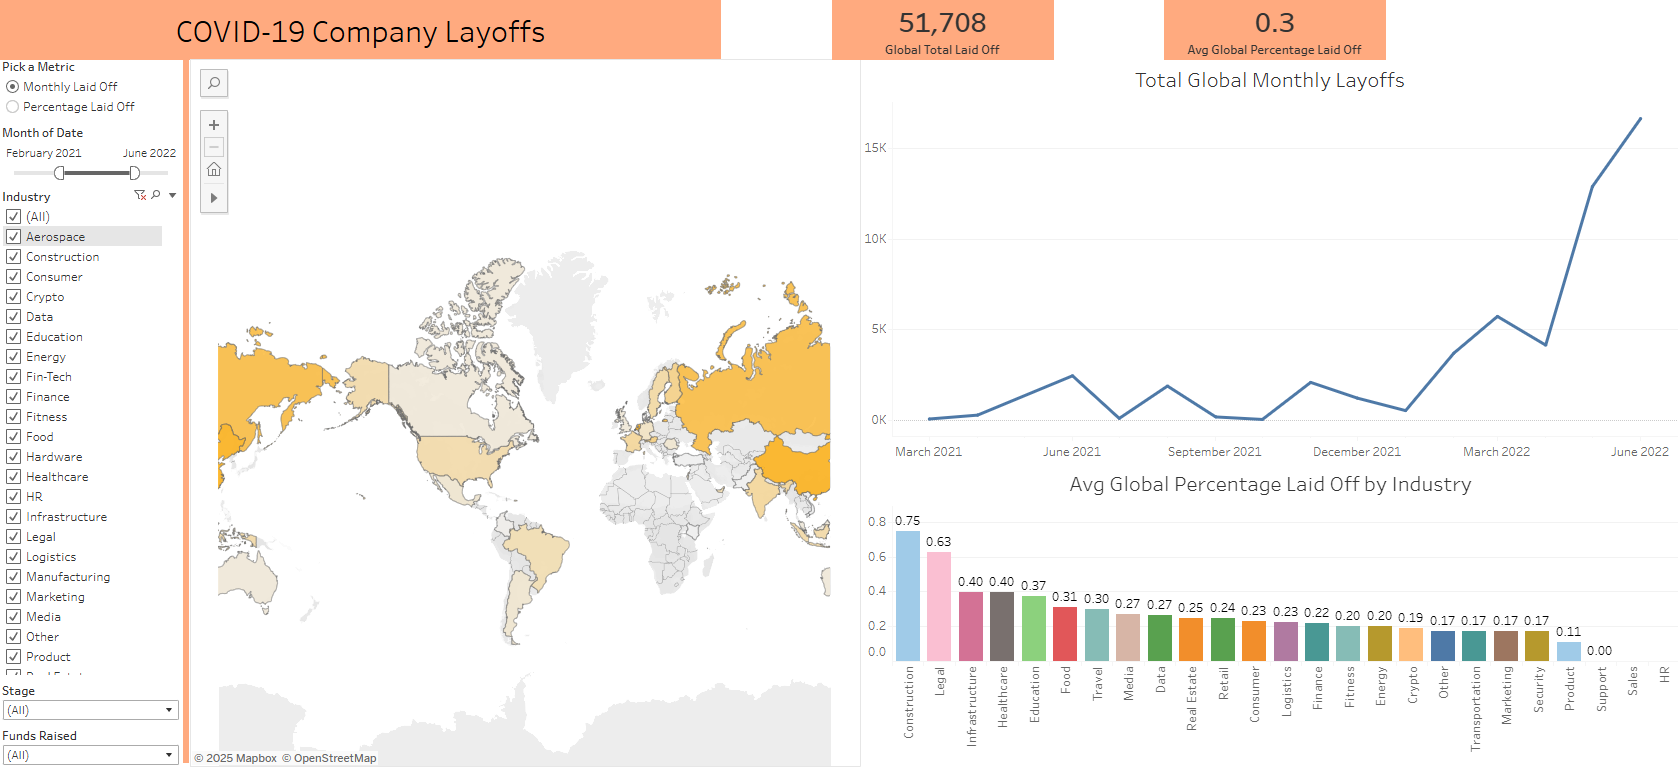 COVID-19 Company Layoffs
51,708
Global Total Laid Off
0.3
Avg Global Percentage Laid Off
Pick a Metric
Monthly Laid Off
Percentage Laid Off
Month of Date
February 2021 June 2022
Industry
(All)
Aerospace
Construction
Consumer
Crypto
Data
Education
Energy
Fin-Tech
Finance
Fitness
Food
Hardware
Healthcare
HR
Infrastructure
Legal
Logistics
Manufacturing
Marketing
Media
Other
Product
Stage
(All)
Funds Raised
(All)
© 2025 Mapbox © OpenStreetMap
Total Global Monthly Layoffs
15K
10K
5K
0K
March 2021 June 2021 September 2021 December 2021 March 2022 June 2022
Avg Global Percentage Laid Off by Industry
0.8
0.6
0.4
0.2
0.0
0.75 0.63 0.40 0.40 0.37 0.31 0.30 0.27 0.27 0.25 0.24 0.23 0.23 0.22 0.20 0.20 0.19 0.17 0.17 0.17 0.17 0.11 0.00
Construction
Legal
Infrastructure
Healthcare
Education
Food
Travel
Media
Data
Real Estate
Retail
Consumer
Logistics
Finance
Fitness
Energy
Crypto
Other
Transportation
Marketing
Security
Product
Support
Sales
HR